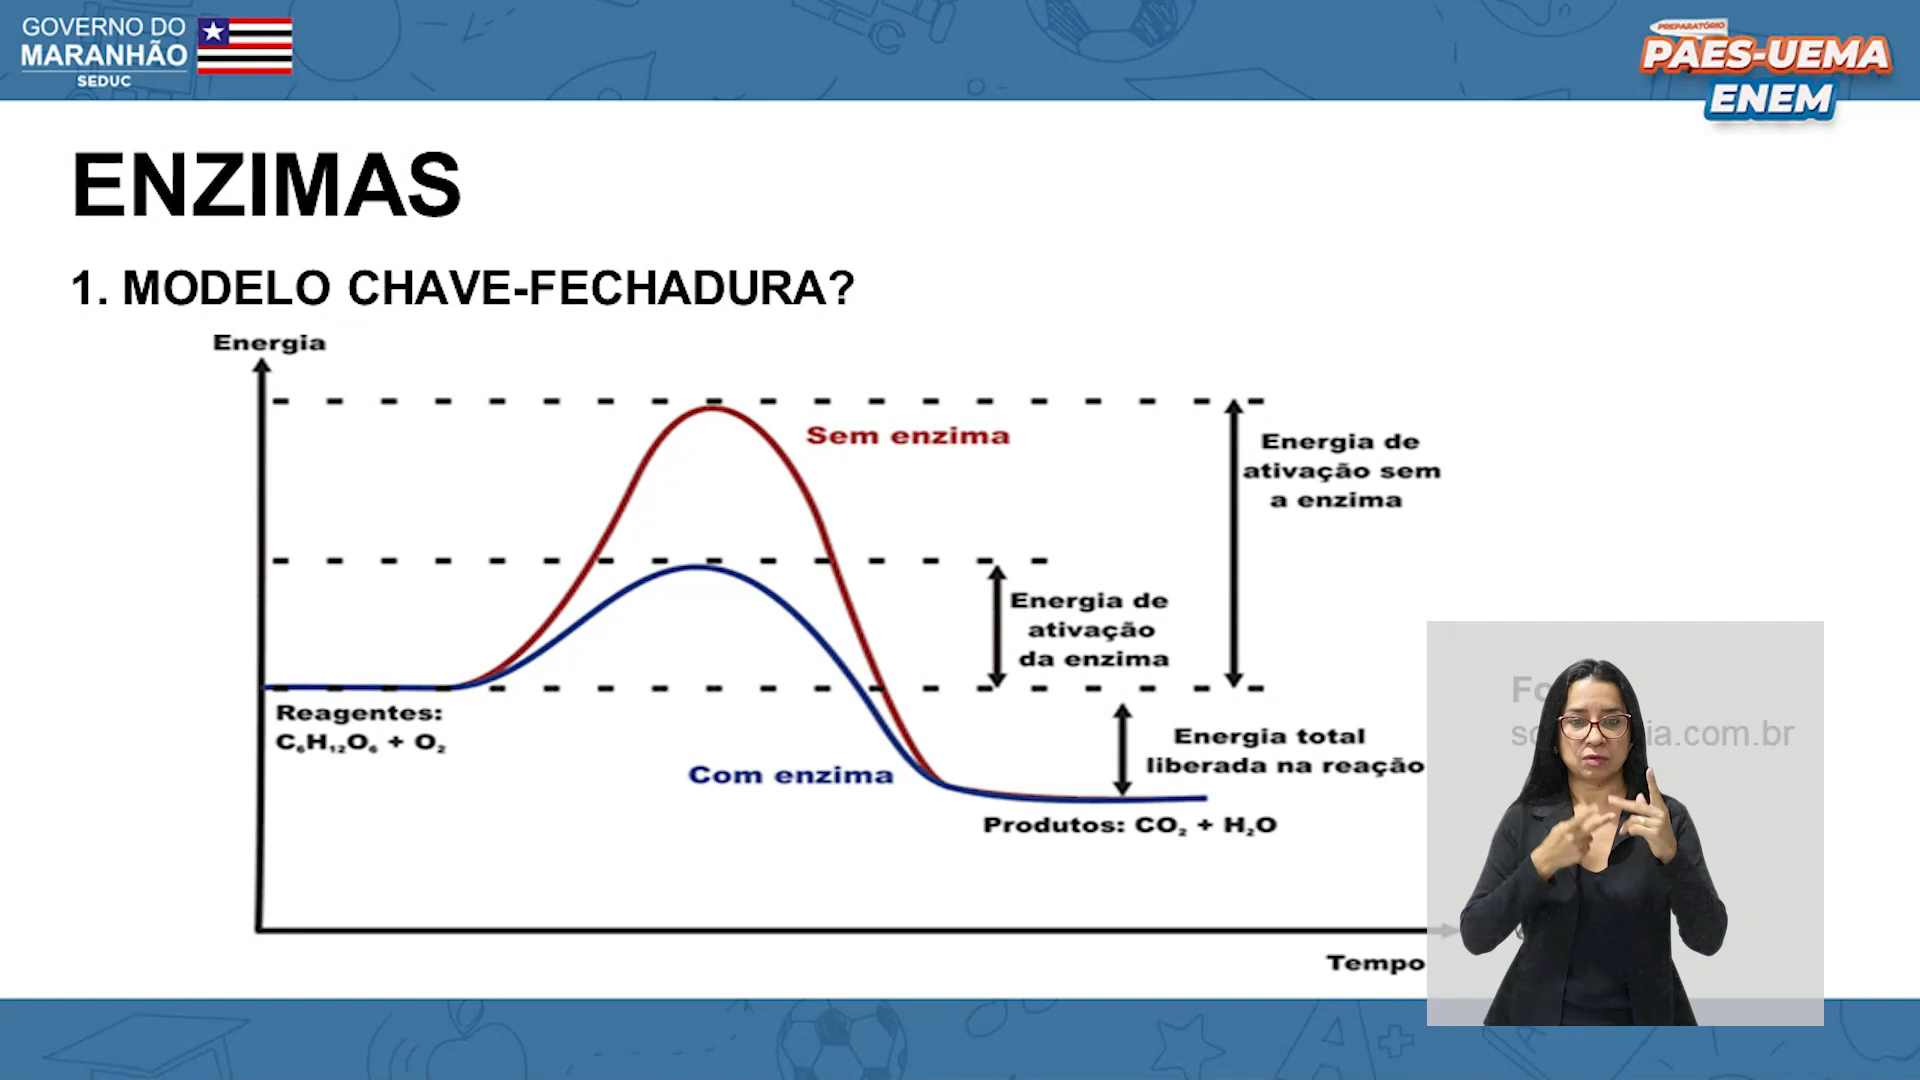 GOVERNO DO
MARANHÃO
SEDUC
PREPARATÓRIO
PAES-UEMA
ENEM
ENZIMAS
1. MODELO CHAVE-FECHADURA?
Energia
Sem enzima
Energia de
ativação sem
a enzima
Energia de
ativação
da enzima
Reagentes:
C₆H₁₂O₆ + O₂
Com enzima
Energia total
liberada na reação
Produtos: CO₂ + H₂O
Tempo